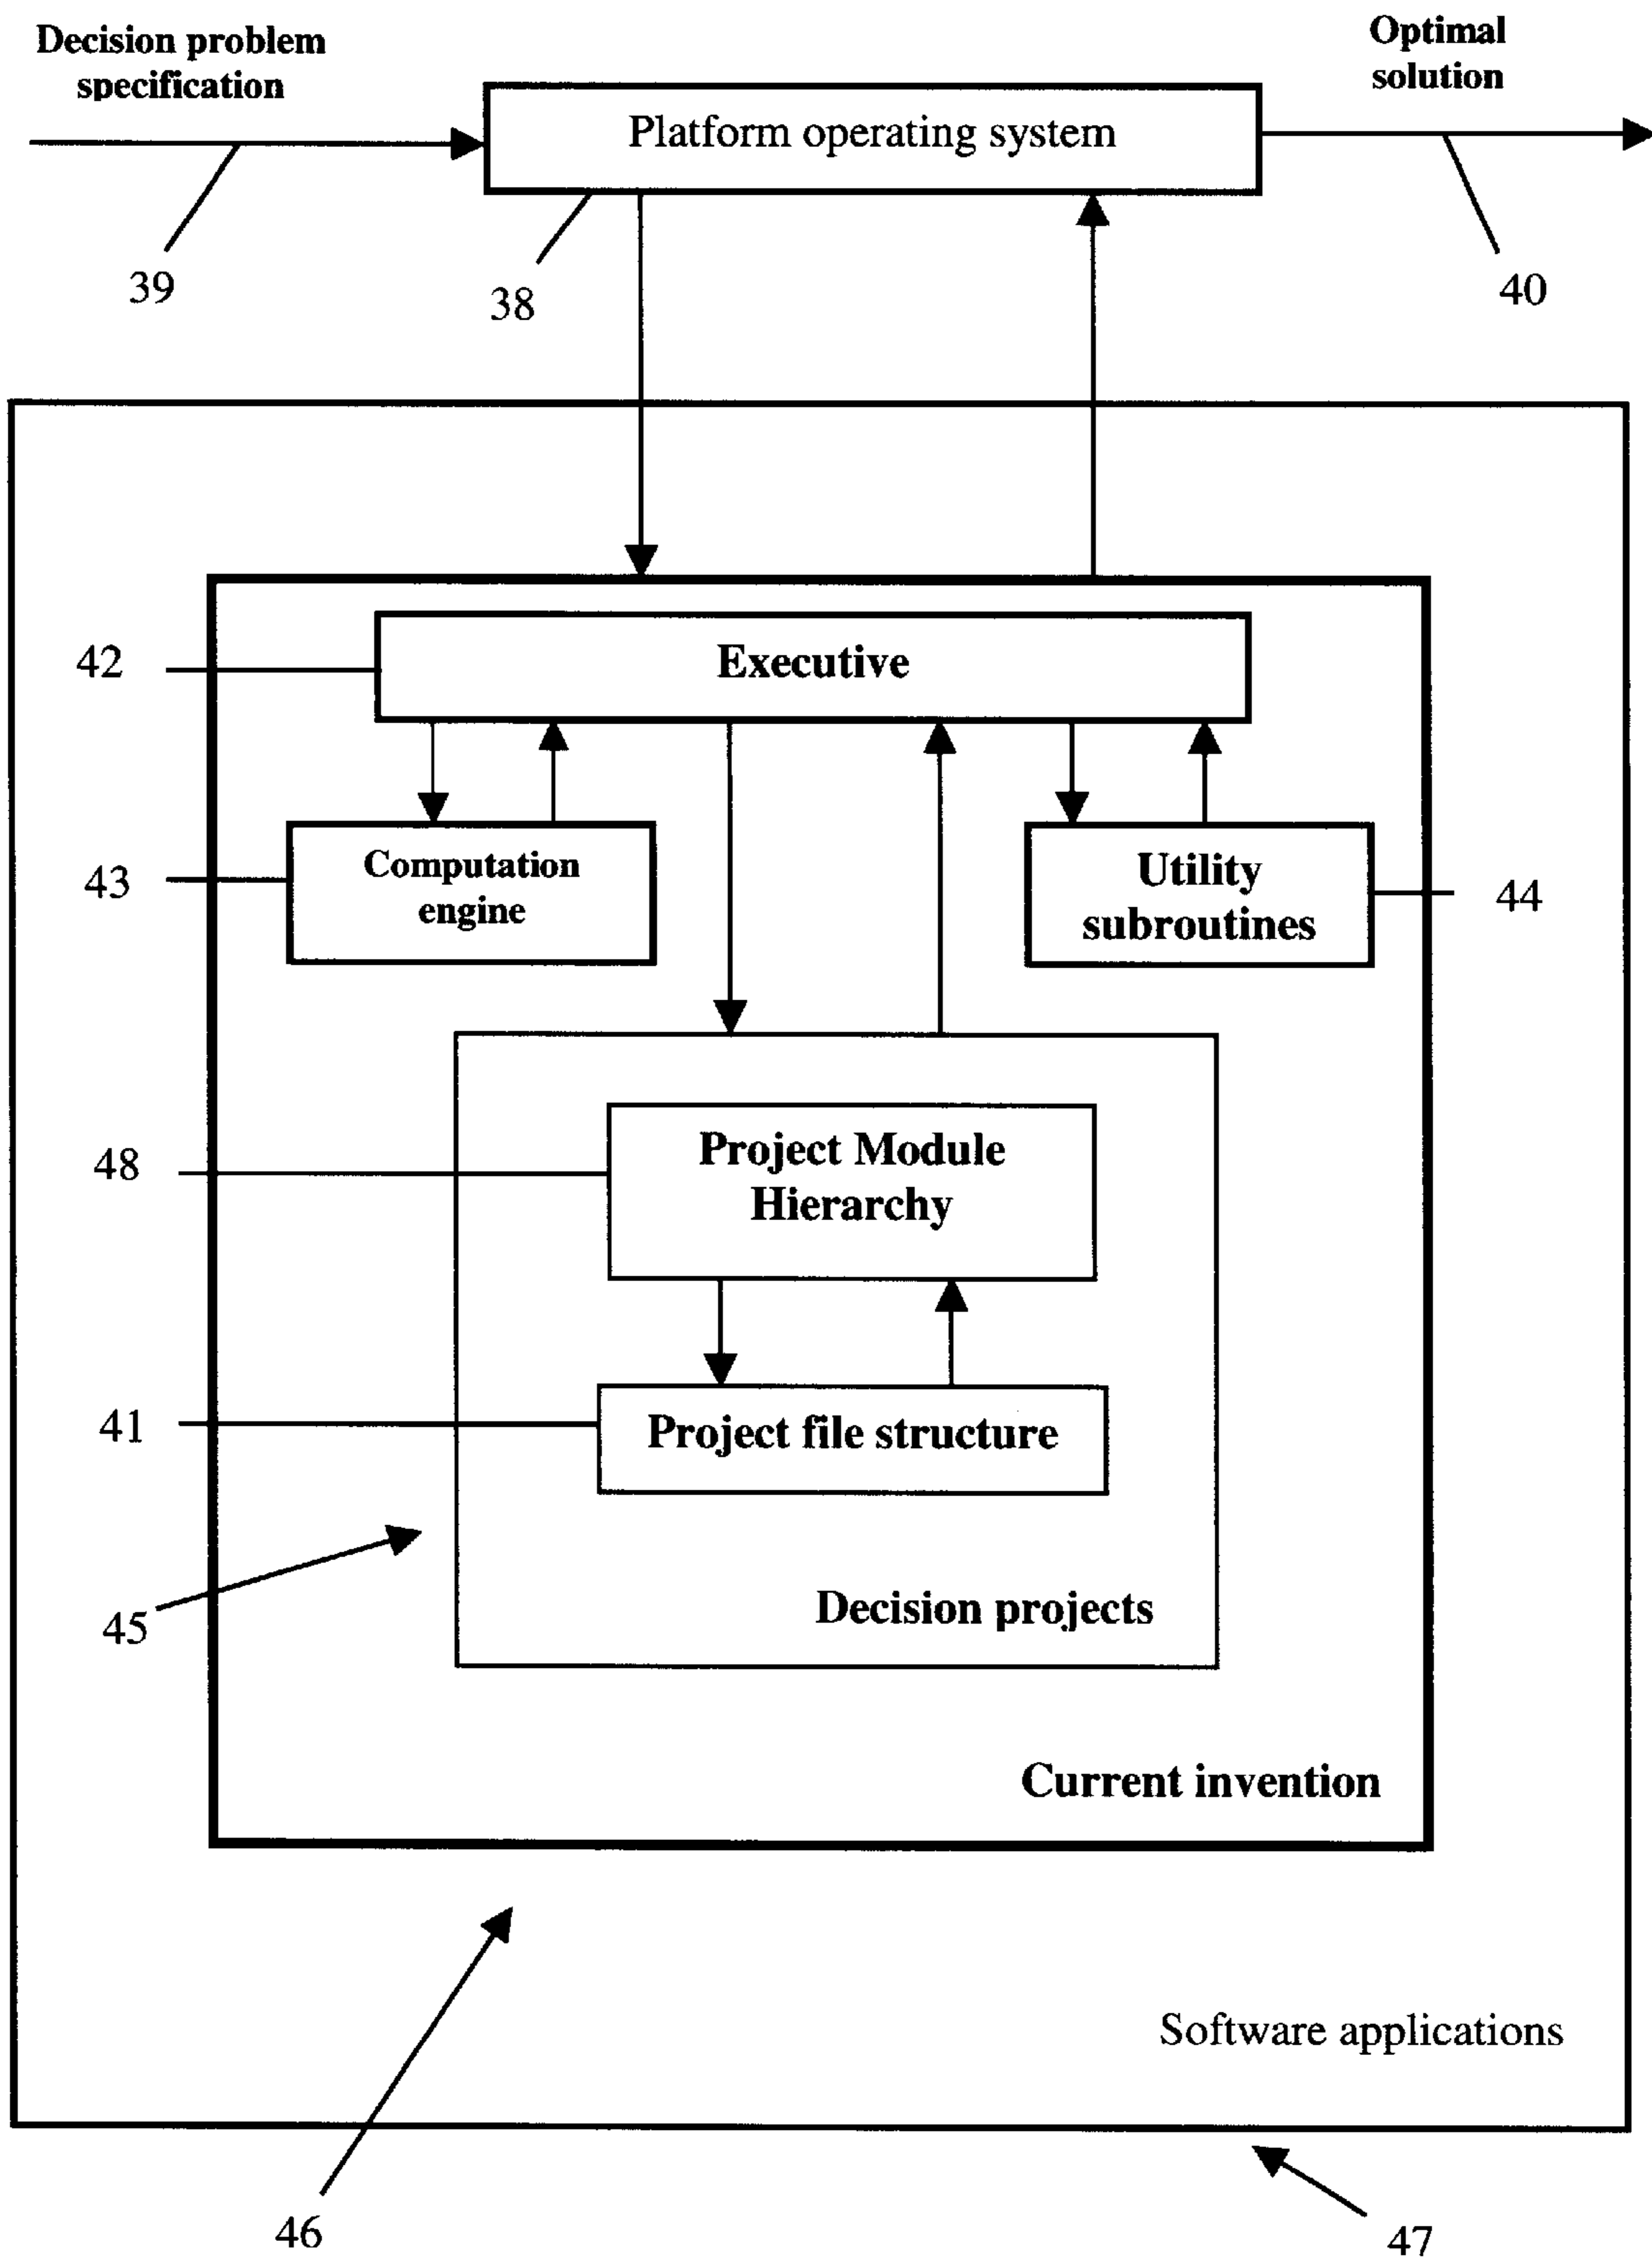 Decision problem
specification
Optimal
solution
Platform operating system
39
38
40
42
Executive
43
Computation
engine
Utility
subroutines
44
48
Project Module
Hierarchy
41
Project file structure
45
Decision projects
Current invention
Software applications
46
47